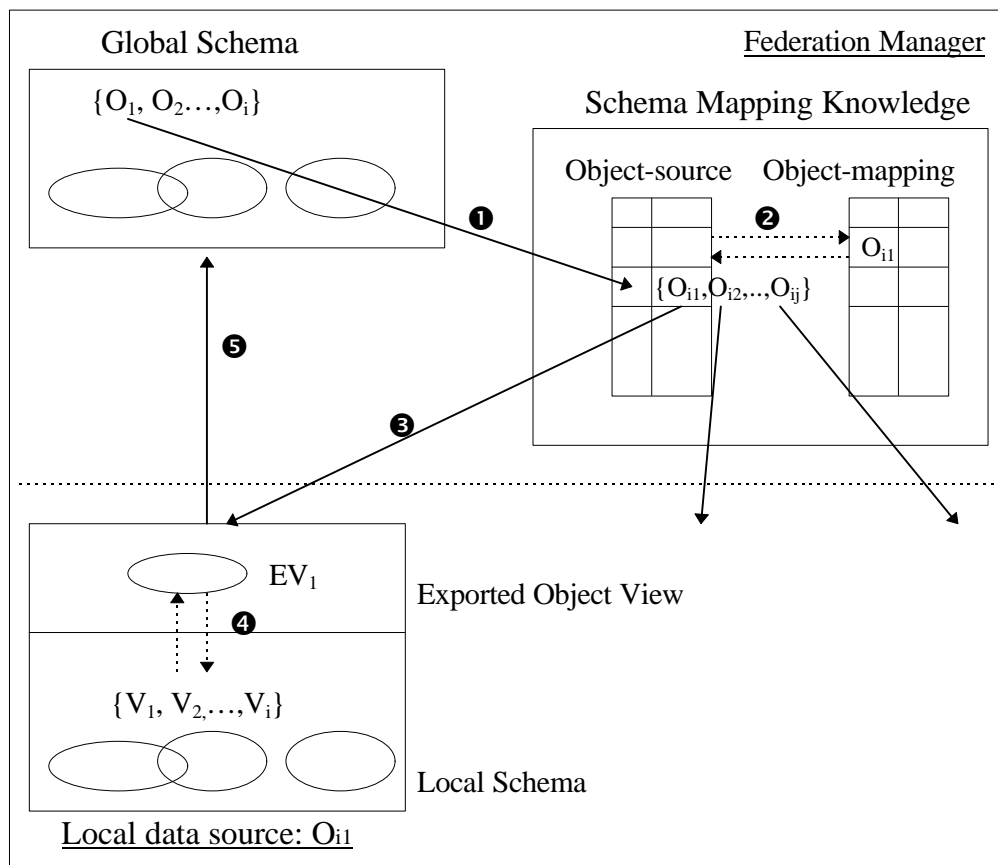 Global Schema
Federation Manager
{O₁, O₂…,Oᵢ}
Schema Mapping Knowledge
Object-source
Object-mapping
❶
❷
Oᵢ₁
{Oᵢ₁,Oᵢ₂,..,Oᵢⱼ}
❺
❸
EV₁
Exported Object View
❹
{V₁, V₂,…,Vᵢ}
Local Schema
Local data source: Oᵢ₁